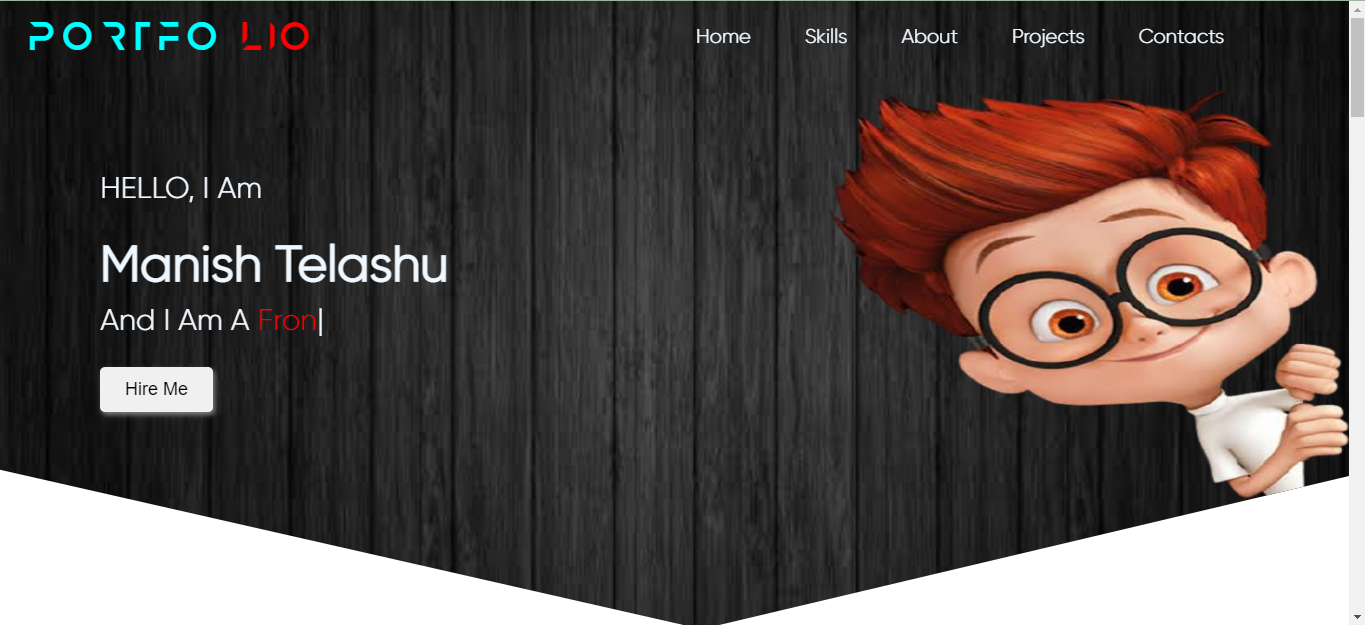 PORTFO LIO
Home Skills About Projects Contacts
HELLO, I Am
Manish Telashu
And I Am A Fron|
Hire Me